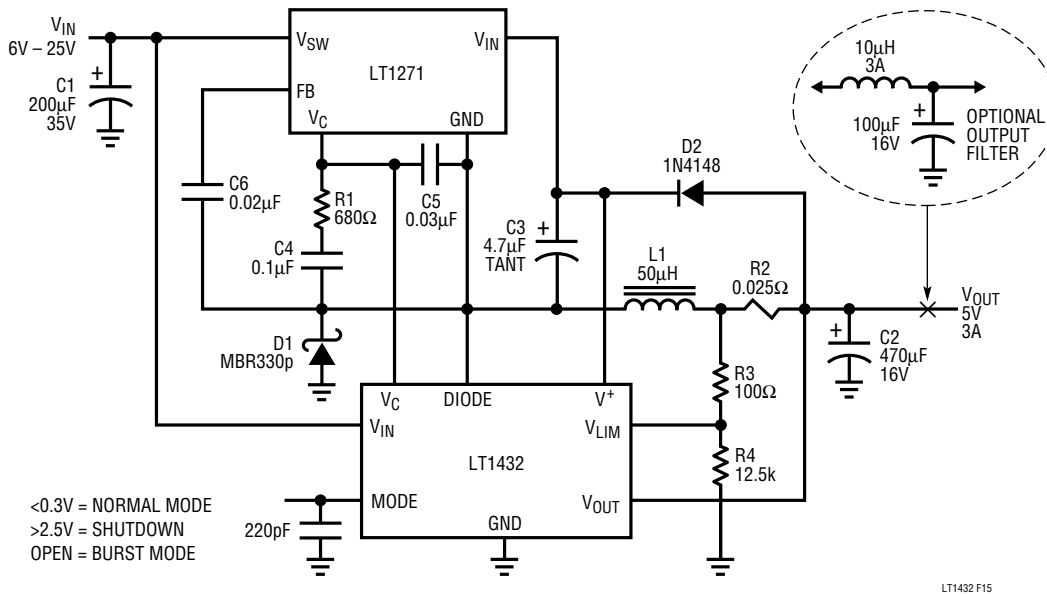 VIN
6V – 25V
C1
200µF
35V
+
VSW
VIN
LT1271
FB
VC
GND
C6
0.02µF
R1
680Ω
C4
0.1µF
C5
0.03µF
C3
4.7µF
TANT
+
D2
1N4148
L1
50µH
R2
0.025Ω
10µH
3A
+
100µF
16V
OPTIONAL
OUTPUT
FILTER
VOUT
5V
3A
+
C2
470µF
16V
D1
MBR330p
R3
100Ω
R4
12.5k
VC
DIODE
V+
VIN
VLIM
LT1432
MODE
VOUT
GND
220pF
<0.3V = NORMAL MODE
>2.5V = SHUTDOWN
OPEN = BURST MODE
LT1432 F15